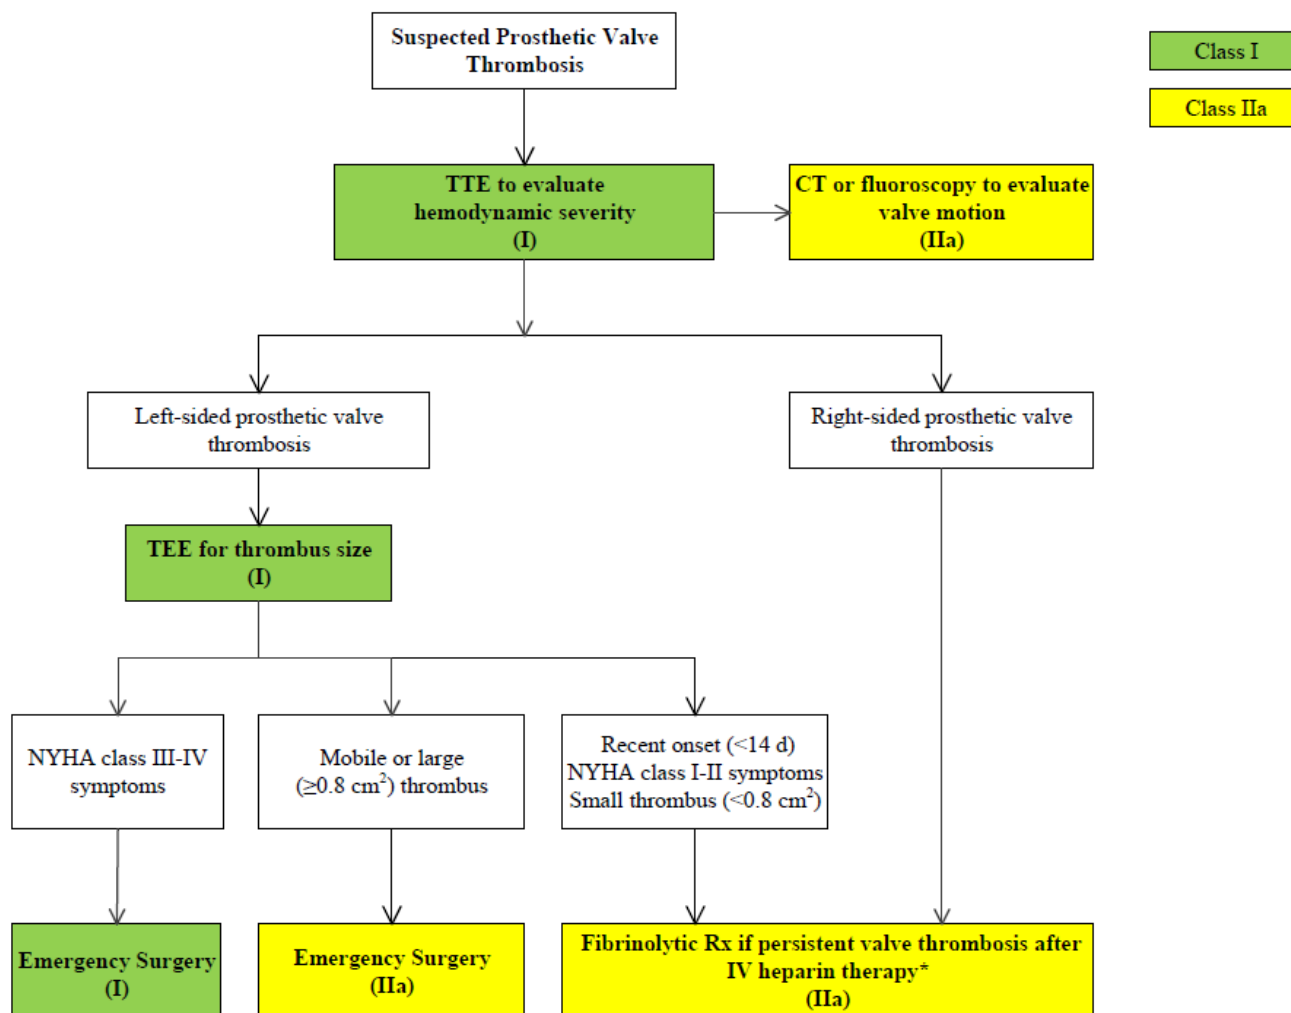 Suspected Prosthetic Valve
Thrombosis
Class I
Class IIa
TTE to evaluate
hemodynamic severity
(I)
CT or fluoroscopy to evaluate
valve motion
(IIa)
Left-sided prosthetic valve
thrombosis
Right-sided prosthetic valve
thrombosis
TEE for thrombus size
(I)
NYHA class III-IV
symptoms
Mobile or large
(≥0.8 cm²) thrombus
Recent onset (<14 d)
NYHA class I-II symptoms
Small thrombus (<0.8 cm²)
Emergency Surgery
(I)
Emergency Surgery
(IIa)
Fibrinolytic Rx if persistent valve thrombosis after
IV heparin therapy*
(IIa)